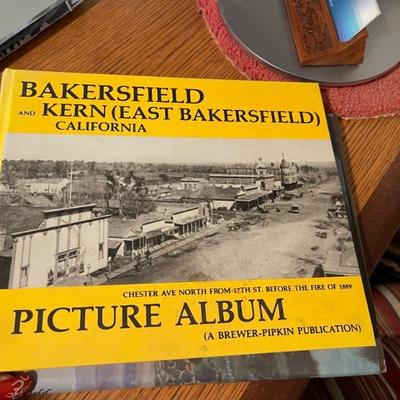 BAKERSFIELD
AND KERN (EAST BAKERSFIELD)
CALIFORNIA
CHESTER AVE NORTH FROM 17TH ST. BEFORE THE FIRE OF 1889
PICTURE ALBUM
(A BREWER-PIPKIN PUBLICATION)